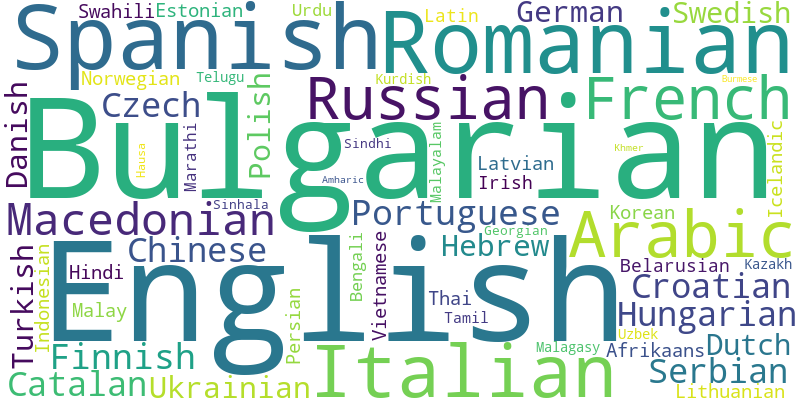 Swahili Estonian
Spanish
Urdu
Latin
German
Swedish
Romanian
Norwegian
Telugu
Kurdish
Burmese
Danish
Czech
Polish
Russian
French
Bulgarian
Hausa
Marathi
Sindhi
Amharic
Malayalam
Latvian
Irish
Khmer
Icelandic
Sinhala
Macedonian
Portuguese
Korean
Arabic
Georgian
Turkish
Indonesian
Chinese
Hebrew
Hindi
English
Bengali
Vietnamese
Belarusian
Kazakh
Croatian
Malay
Persian
Thai
Tamil
Hungarian
Uzbek
Finnish
Italian
Malagasy
Afrikaans
Dutch
Catalan
Ukrainian
Serbian
Lithuanian